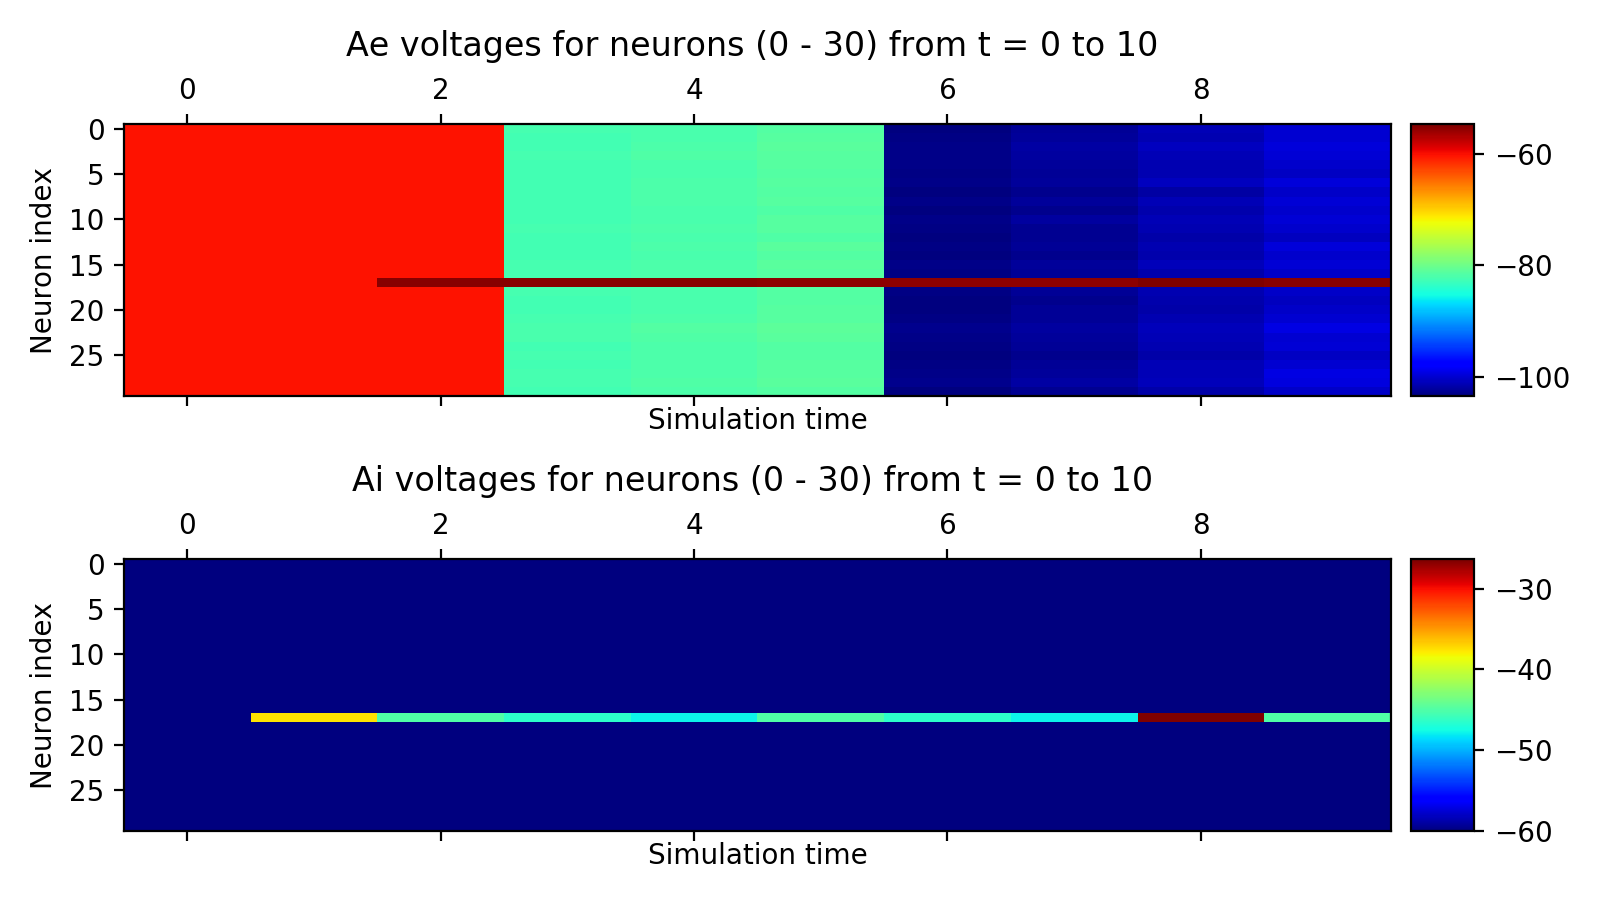 Ae voltages for neurons (0 - 30) from t = 0 to 10
0 2 4 6 8
Neuron index
0
5
10
15
20
25
Simulation time
−60
−80
−100
Ai voltages for neurons (0 - 30) from t = 0 to 10
0 2 4 6 8
Neuron index
0
5
10
15
20
25
Simulation time
−30
−40
−50
−60